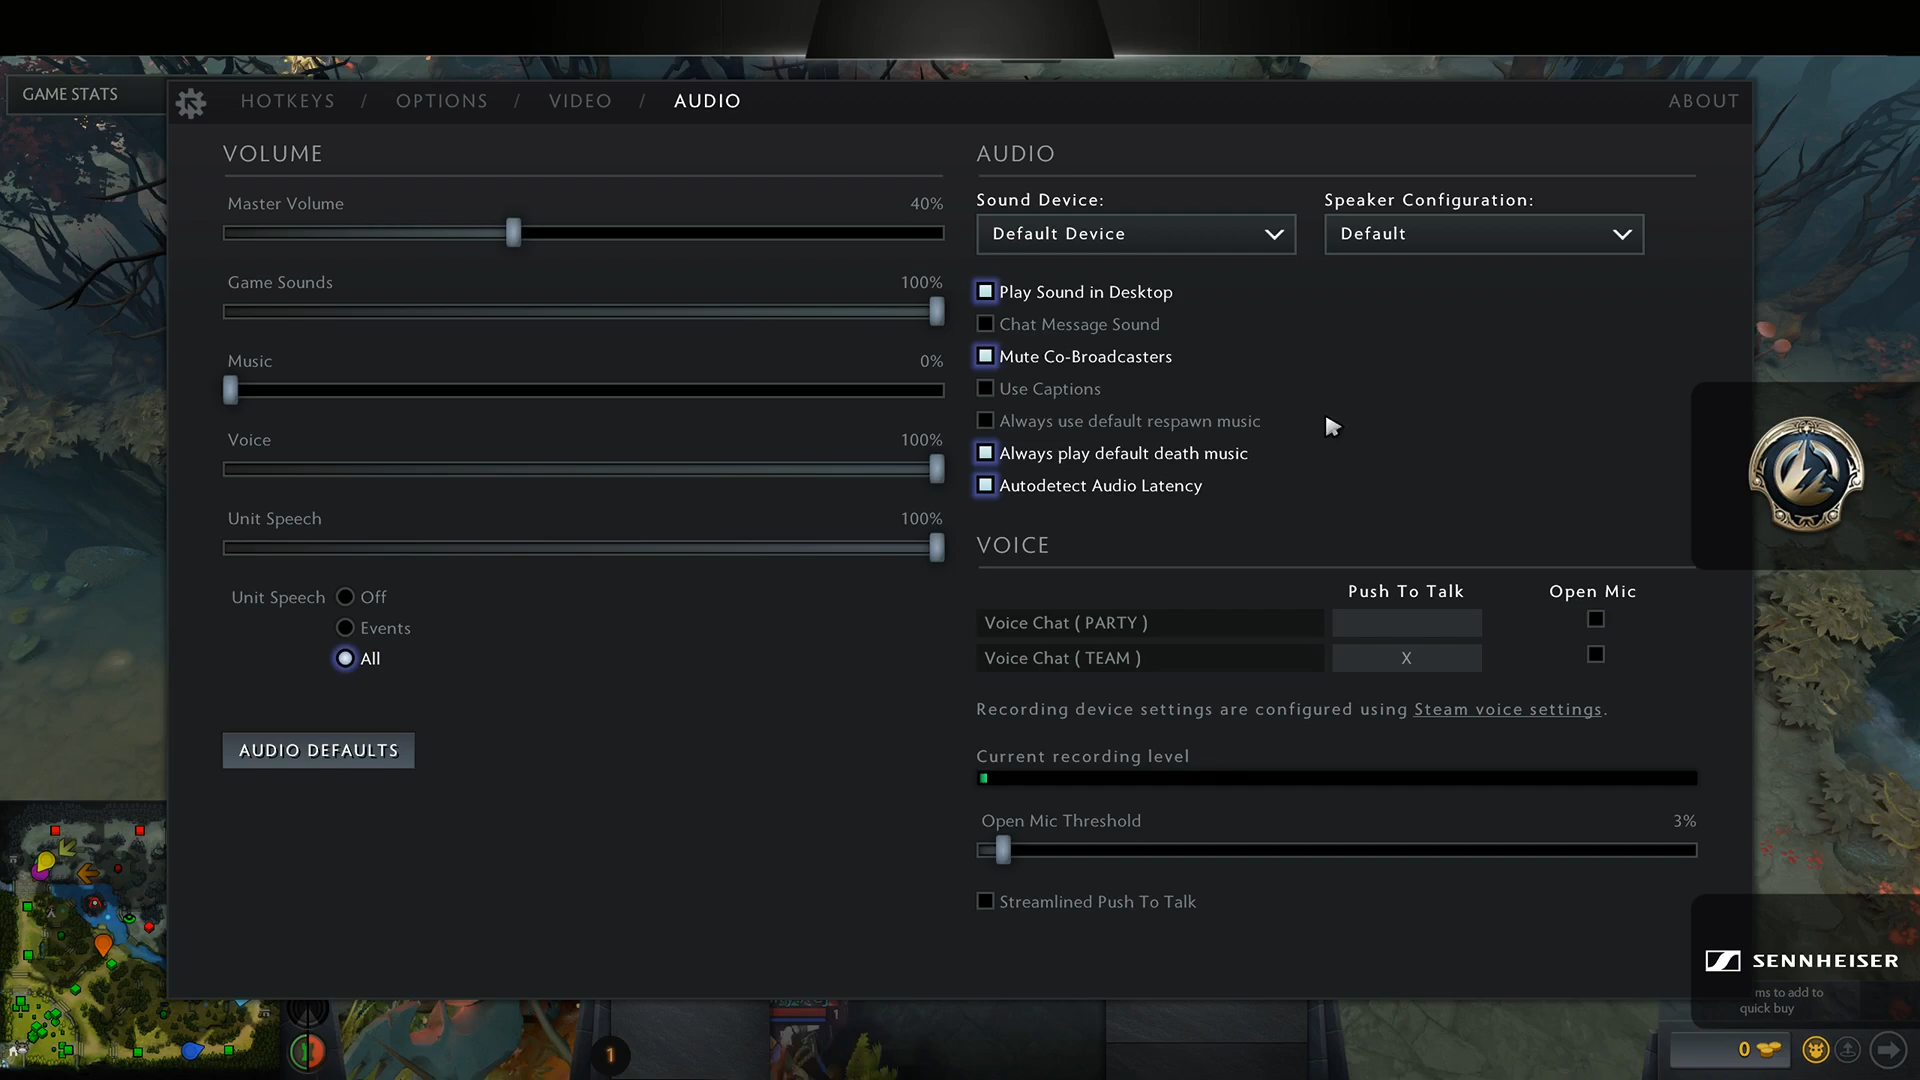 GAME STATS
HOTKEYS / OPTIONS / VIDEO / AUDIO
ABOUT
VOLUME
Master Volume 40%
Game Sounds 100%
Music 0%
Voice 100%
Unit Speech 100%
Unit Speech Off
Events
All
AUDIO DEFAULTS
AUDIO
Sound Device: Speaker Configuration:
Default Device Default
Play Sound in Desktop
Chat Message Sound
Mute Co-Broadcasters
Use Captions
Always use default respawn music
Always play default death music
Autodetect Audio Latency
VOICE
Push To Talk Open Mic
Voice Chat ( PARTY )
Voice Chat ( TEAM ) X
Recording device settings are configured using Steam voice settings.
Current recording level
Open Mic Threshold 3%
Streamlined Push To Talk
SENNHEISER
ms to add to
quick buy
1
1
0